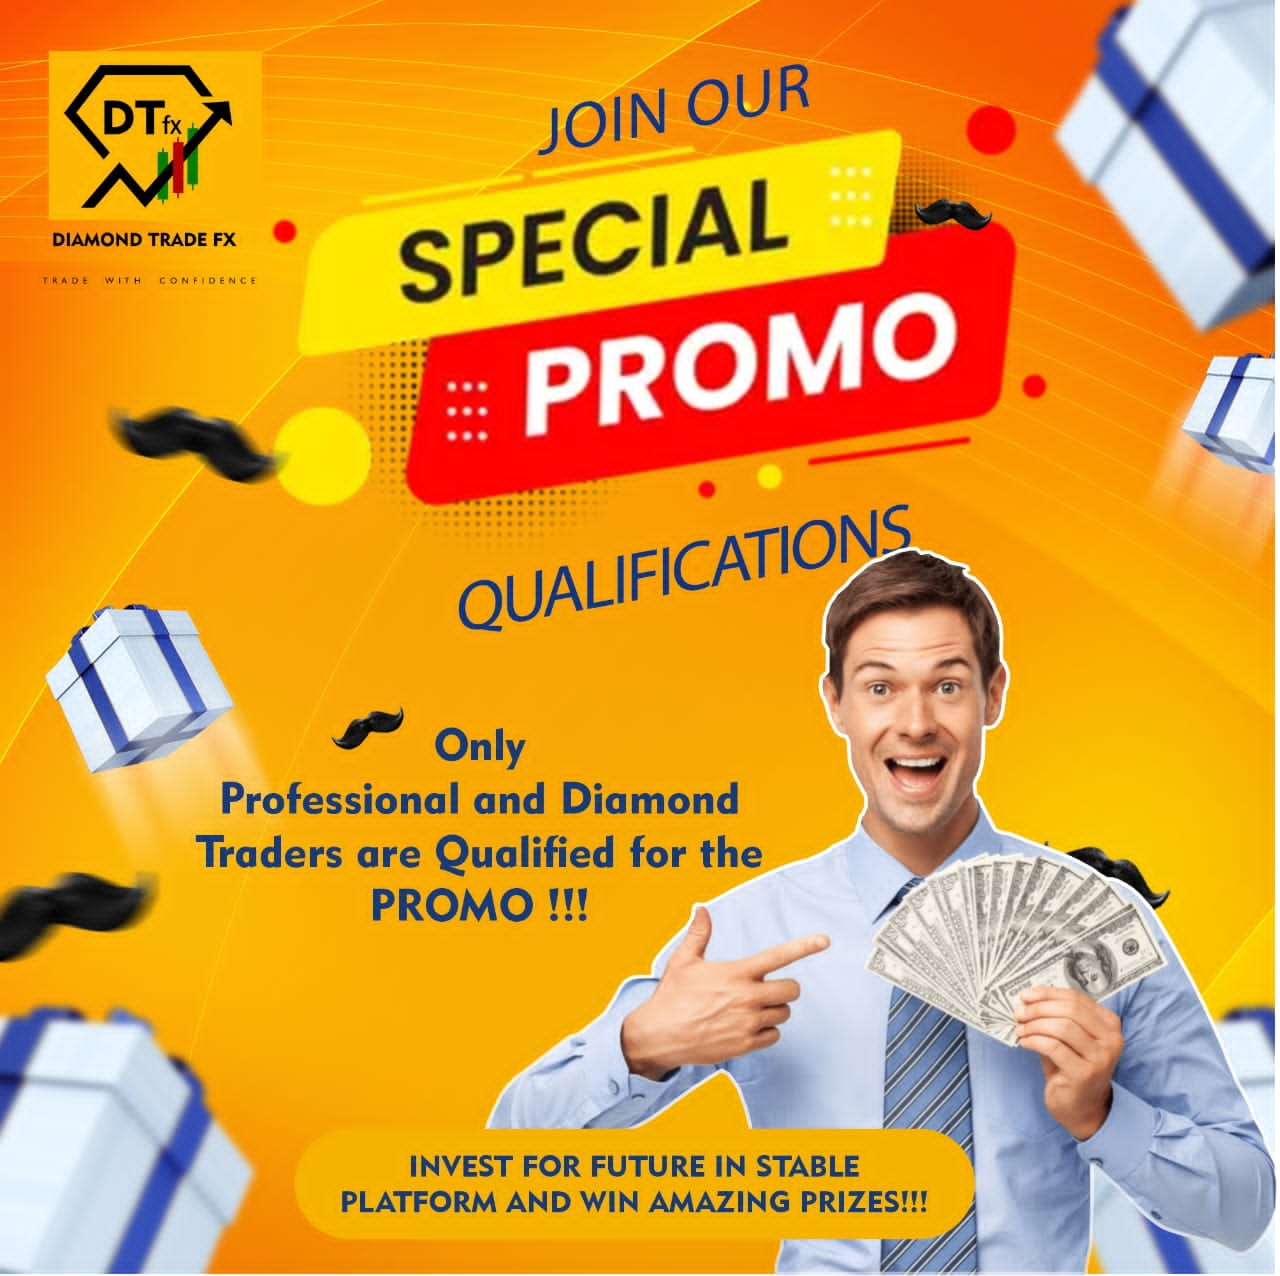 DTfx
DIAMOND TRADE FX
TRADE WITH CONFIDENCE
JOIN OUR
SPECIAL
PROMO
QUALIFICATIONS
Only
Professional and Diamond
Traders are Qualified for the
PROMO !!!
INVEST FOR FUTURE IN STABLE
PLATFORM AND WIN AMAZING PRIZES!!!